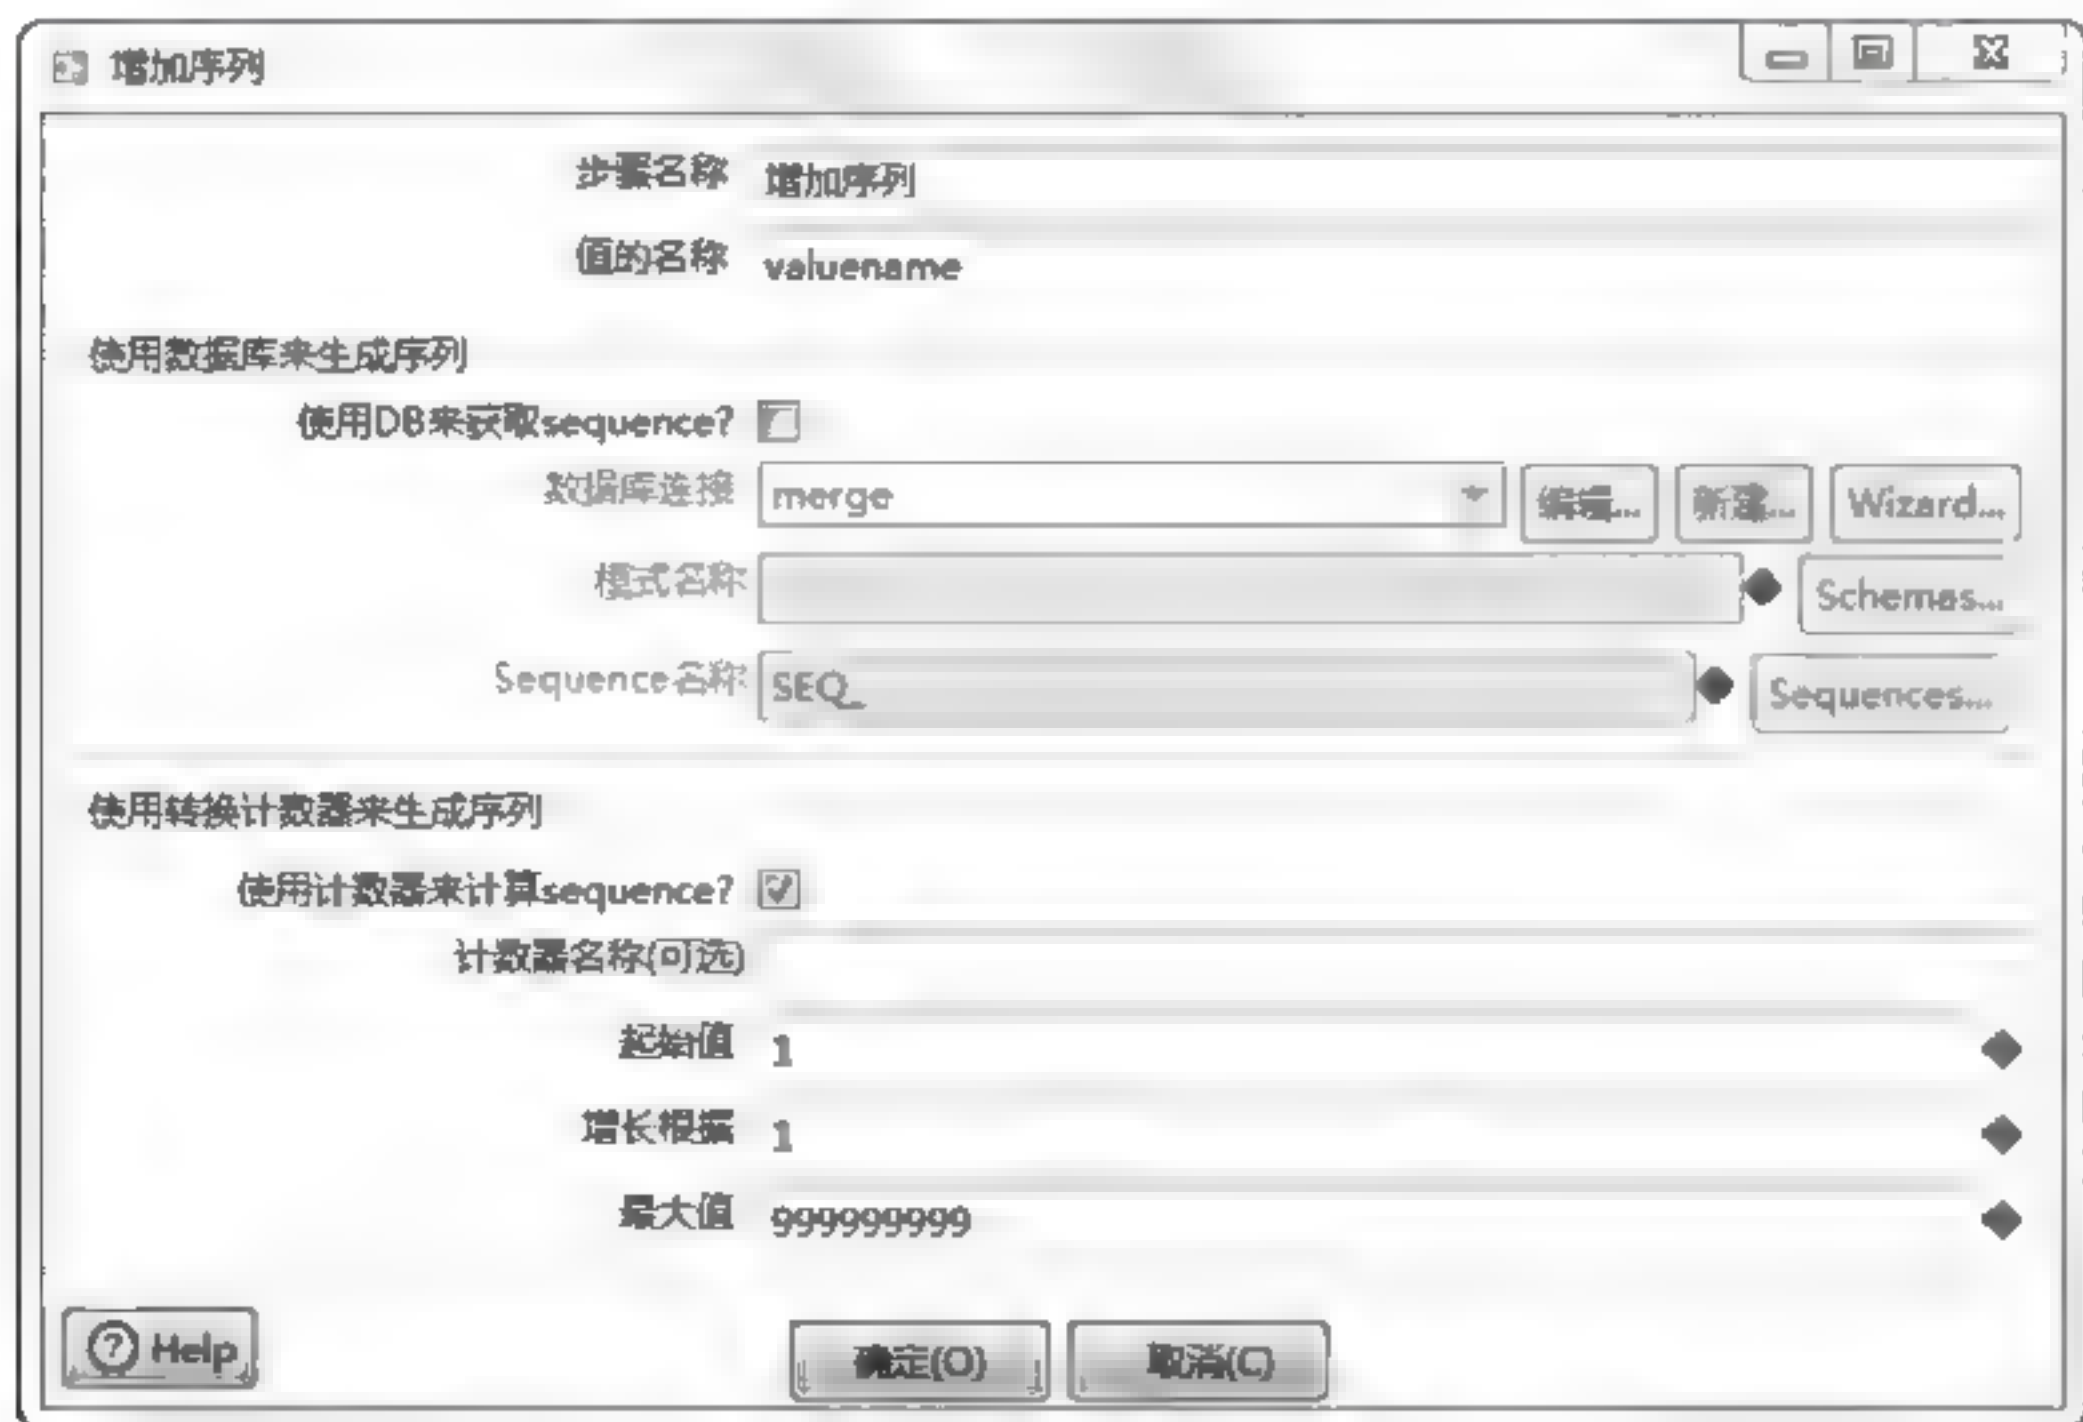 增加序列
步骤名称 增加序列
值的名称 valuename
使用数据库来生成序列
使用DB来获取sequence?
数据库连接 merge 编辑... 新建... Wizard...
模式名称 Schemas...
Sequence名称 SEQ_ Sequences...
使用转换计数器来生成序列
使用计数器来计算sequence?
计数器名称(可选)
起始值 1
增长根据 1
最大值 999999999
Help 确定(O) 取消(C)